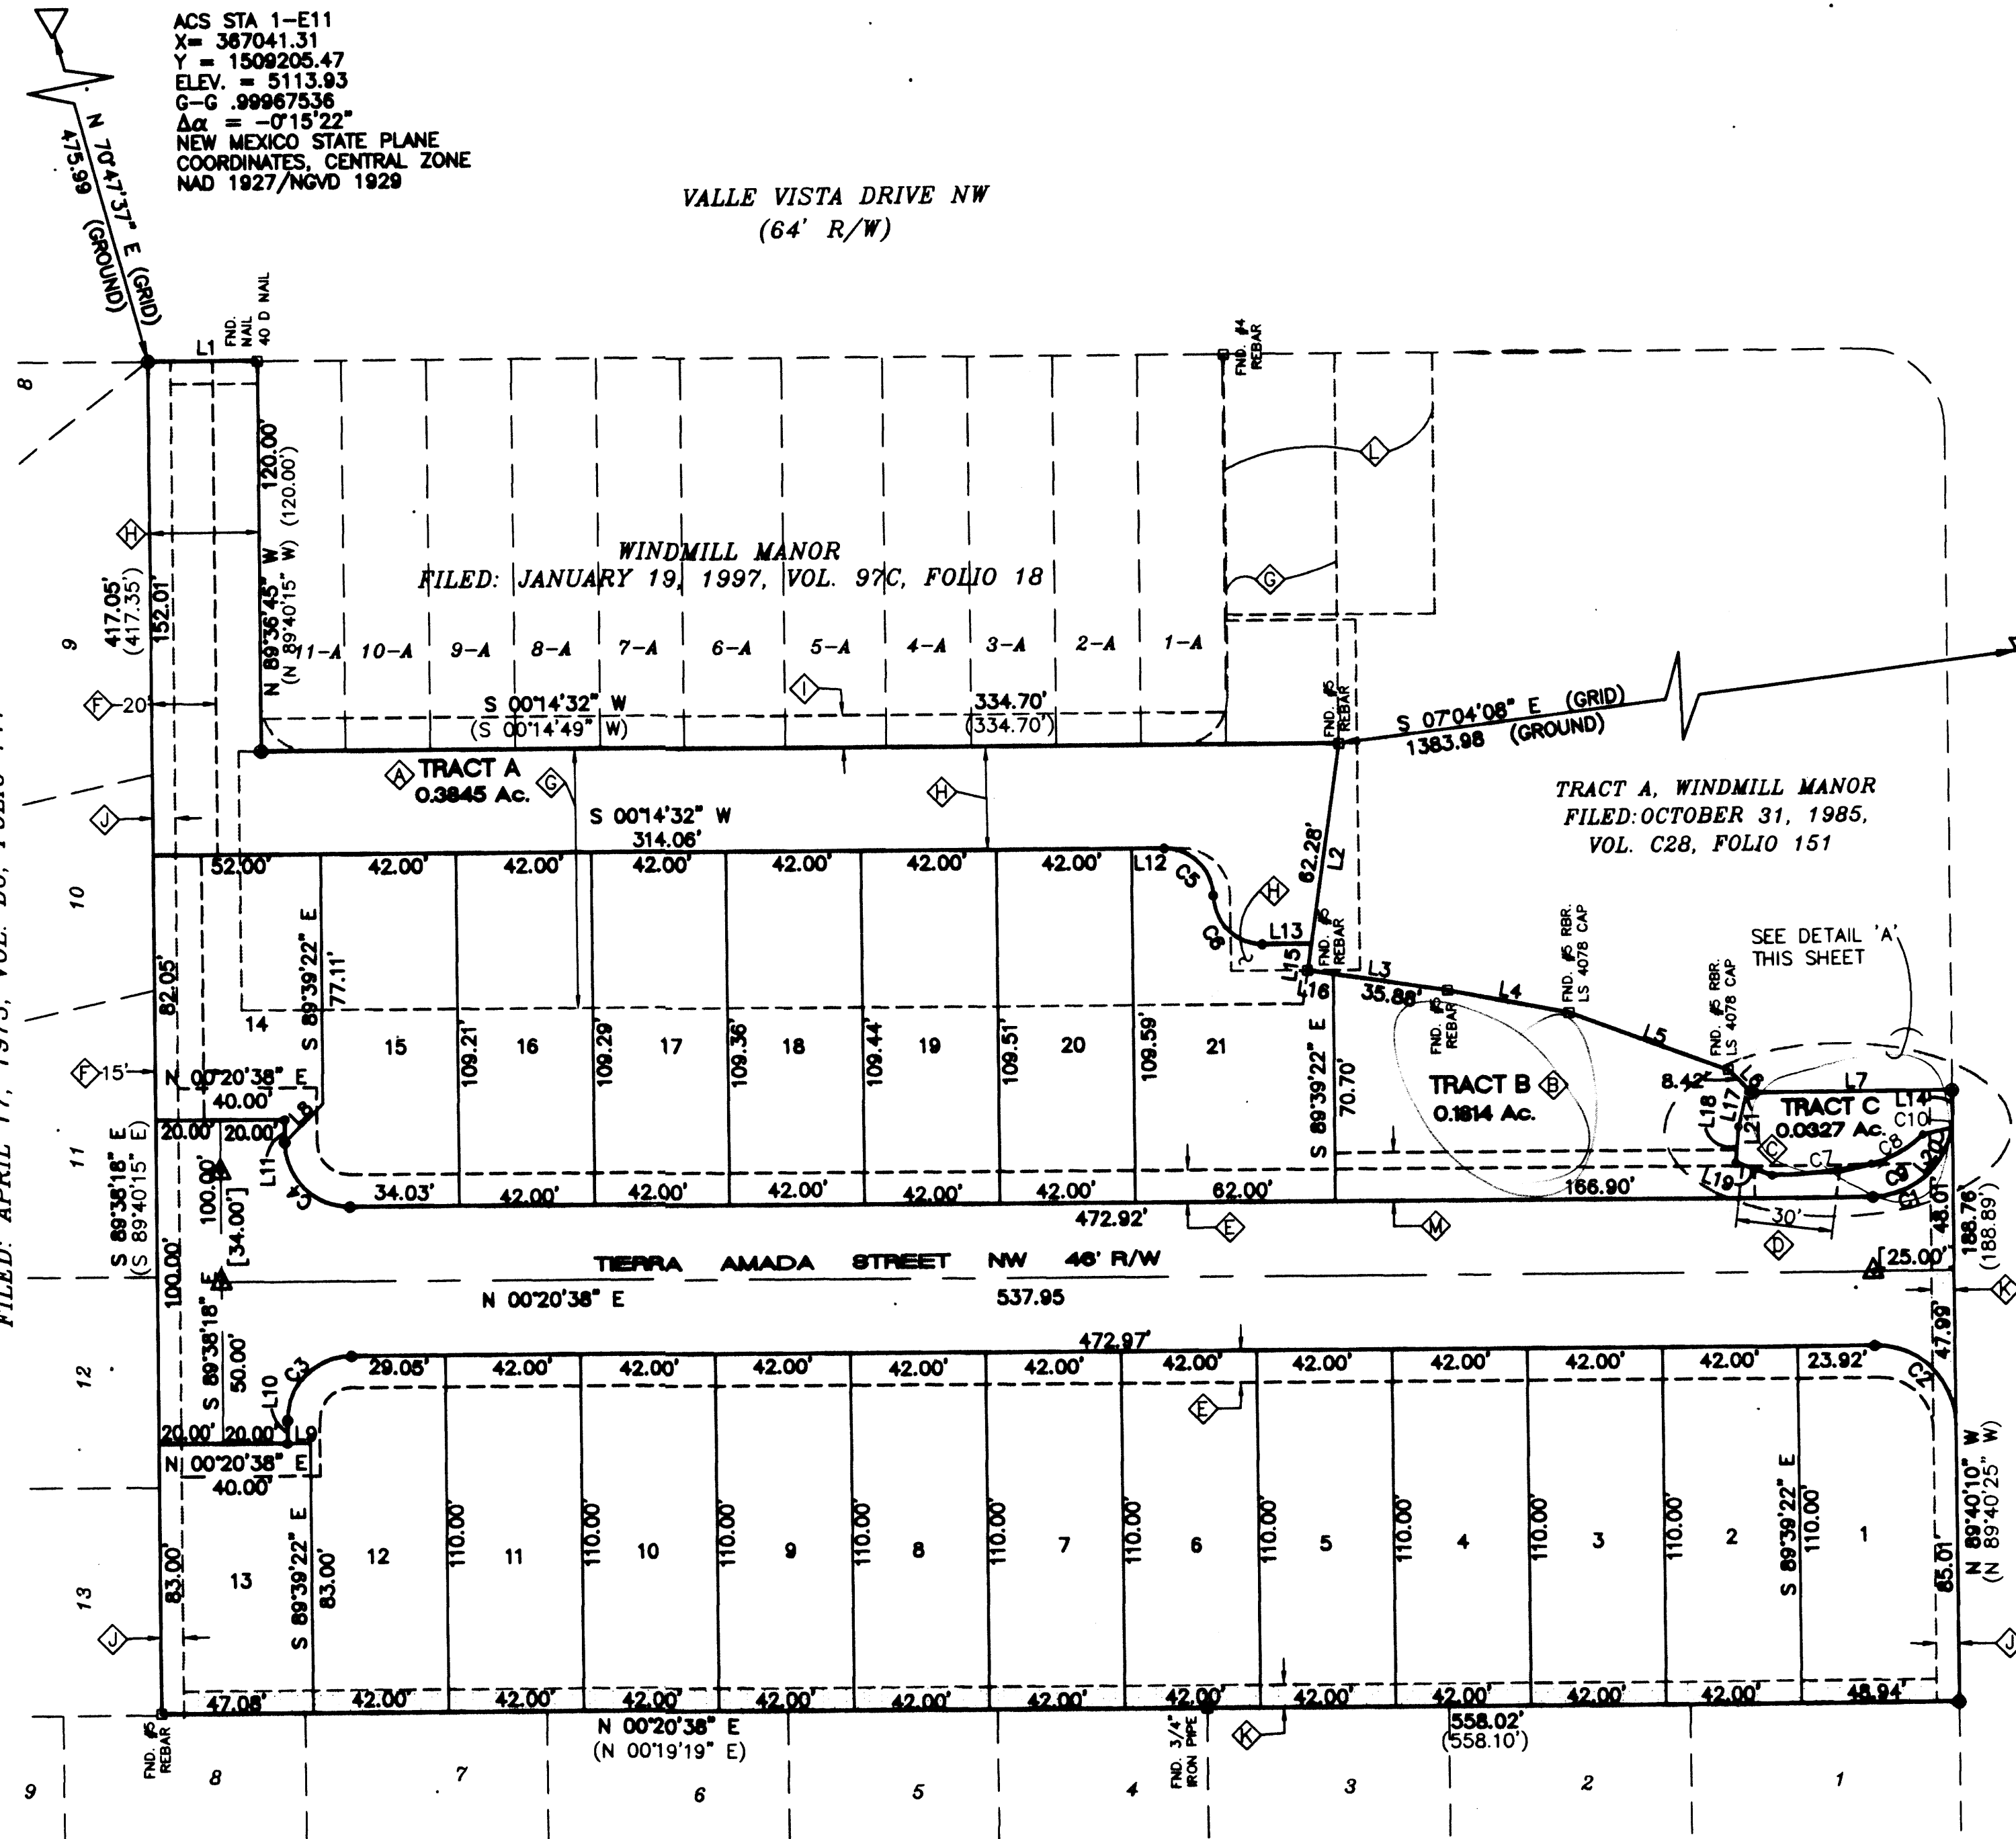 ACS STA 1-E11
X= 367041.31
Y = 1509205.47
ELEV. = 5113.93
G-G .99967536
Δα = -0°15'22"
NEW MEXICO STATE PLANE
COORDINATES, CENTRAL ZONE
NAD 1927/NGVD 1929
N 70°47'37" E (GRID)
475.99 (GROUND)
VALLE VISTA DRIVE NW
(64' R/W)
L1
FND.
NAIL
40 D NAIL
FND. #4
REBAR
8
N 89°36'45" W 120.00'
(N 89°40'15" W) (120.00')
H
L
G
WINDMILL MANOR
FILED: JANUARY 19, 1997, VOL. 97C, FOLIO 18
417.05'
(417.35')
152.01'
9
11-A 10-A 9-A 8-A 7-A 6-A 5-A 4-A 3-A 2-A 1-A
F 20'
I
S 00°14'32" W 334.70'
(S 00°14'49" W) (334.70')
FND. #5
REBAR
S 07°04'08" E (GRID)
1383.98 (GROUND)
A TRACT A
0.3845 Ac.
G
H
J
S 00°14'32" W
314.06'
TRACT A, WINDMILL MANOR
FILED: OCTOBER 31, 1985,
VOL. C28, FOLIO 151
62.28'
L2
52.00' 42.00' 42.00' 42.00' 42.00' 42.00' L12
C5
C6
H
L13
10
S 89°39'22" E
77.11'
82.05'
L15
L16
FND. #5
REBAR
L3
35.88'
L4
FND. #5
REBAR
FND. #5 RBR.
LS 4078 CAP
L5
FND. #5 RBR.
LS 4078 CAP
SEE DETAIL 'A'
THIS SHEET
14
15 16 17 18 19 20 21
109.21' 109.29' 109.36' 109.44' 109.51' 109.59'
S 89°39'22" E
70.70'
TRACT B B
0.1814 Ac.
8.42'
L6
L7
L17
L18
L21
L14
TRACT C
0.0327 Ac.
C10
C
C7
C8
C9
L20
L19
C1
F 15'
N 00°20'38" E
40.00'
L8
20.00' 20.00'
L11
C4
11
S 89°38'18" E
(S 89°40'15" E)
100.00'
[34.00']
34.03' 42.00' 42.00' 42.00' 42.00' 42.00' 62.00' 166.90'
472.92'
E
M
30'
D
48.01'
188.76'
(188.89')
[25.00']
TIERRA AMADA STREET NW 46' R/W
N 00°20'38" E 537.95
100.00'
S 89°38'18" E
50.00'
K
47.99'
472.97'
12
L10
C3
29.05' 42.00' 42.00' 42.00' 42.00' 42.00' 42.00' 42.00' 42.00' 42.00' 23.92'
C2
E
20.00' 20.00' L9
N 00°20'38" E
40.00'
S 89°39'22" E
83.00'
83.00'
13
13 12 11 10 9 8 7 6 5 4 3 2 1
110.00' 110.00' 110.00' 110.00' 110.00' 110.00' 110.00' 110.00' 110.00' 110.00' 110.00'
S 89°39'22" E
85.01'
N 89°40'10" W
(N 89°40'25" W)
J
J
47.08' 42.00' 42.00' 42.00' 42.00' 42.00' 42.00' 42.00' 42.00' 42.00' 42.00' 48.94'
FND. #5
REBAR
N 00°20'38" E
(N 00°19'19" E)
FND. 3/4"
IRON PIPE
K
558.02'
(558.10')
9 8 7 6 5 4 3 2 1